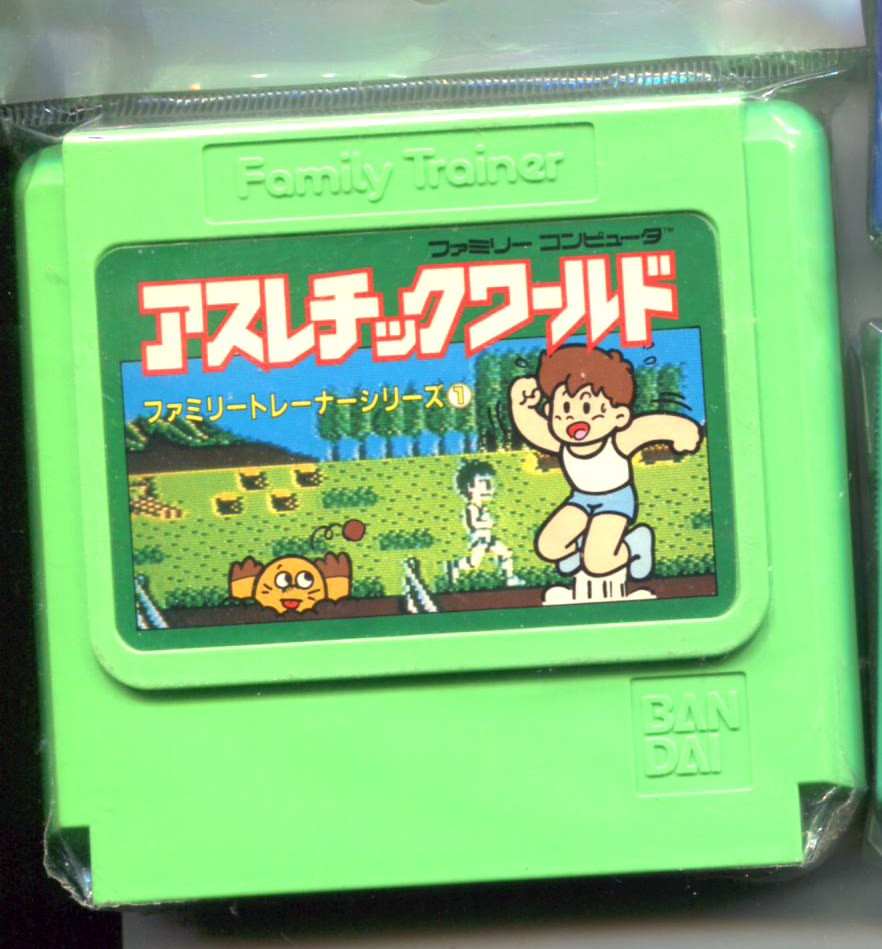 Family Trainer
ファミリー コンピュータ™
アスレチックワールド
ファミリートレーナーシリーズ①
BAN
DAI